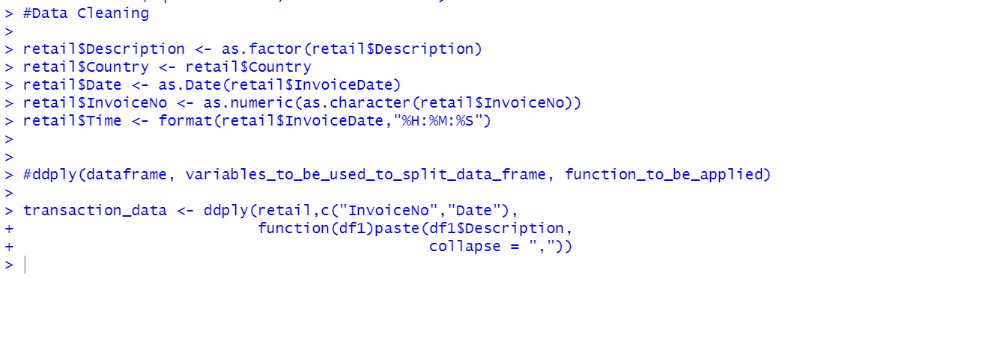 > #Data Cleaning
>
> retail$Description <- as.factor(retail$Description)
> retail$Country <- retail$Country
> retail$Date <- as.Date(retail$InvoiceDate)
> retail$InvoiceNo <- as.numeric(as.character(retail$InvoiceNo))
> retail$Time <- format(retail$InvoiceDate,"%H:%M:%S")
>
>
> #ddply(dataframe, variables_to_be_used_to_split_data_frame, function_to_be_applied)
>
> transaction_data <- ddply(retail,c("InvoiceNo","Date"),
+                          function(df1)paste(df1$Description,
+                                             collapse = ","))
>